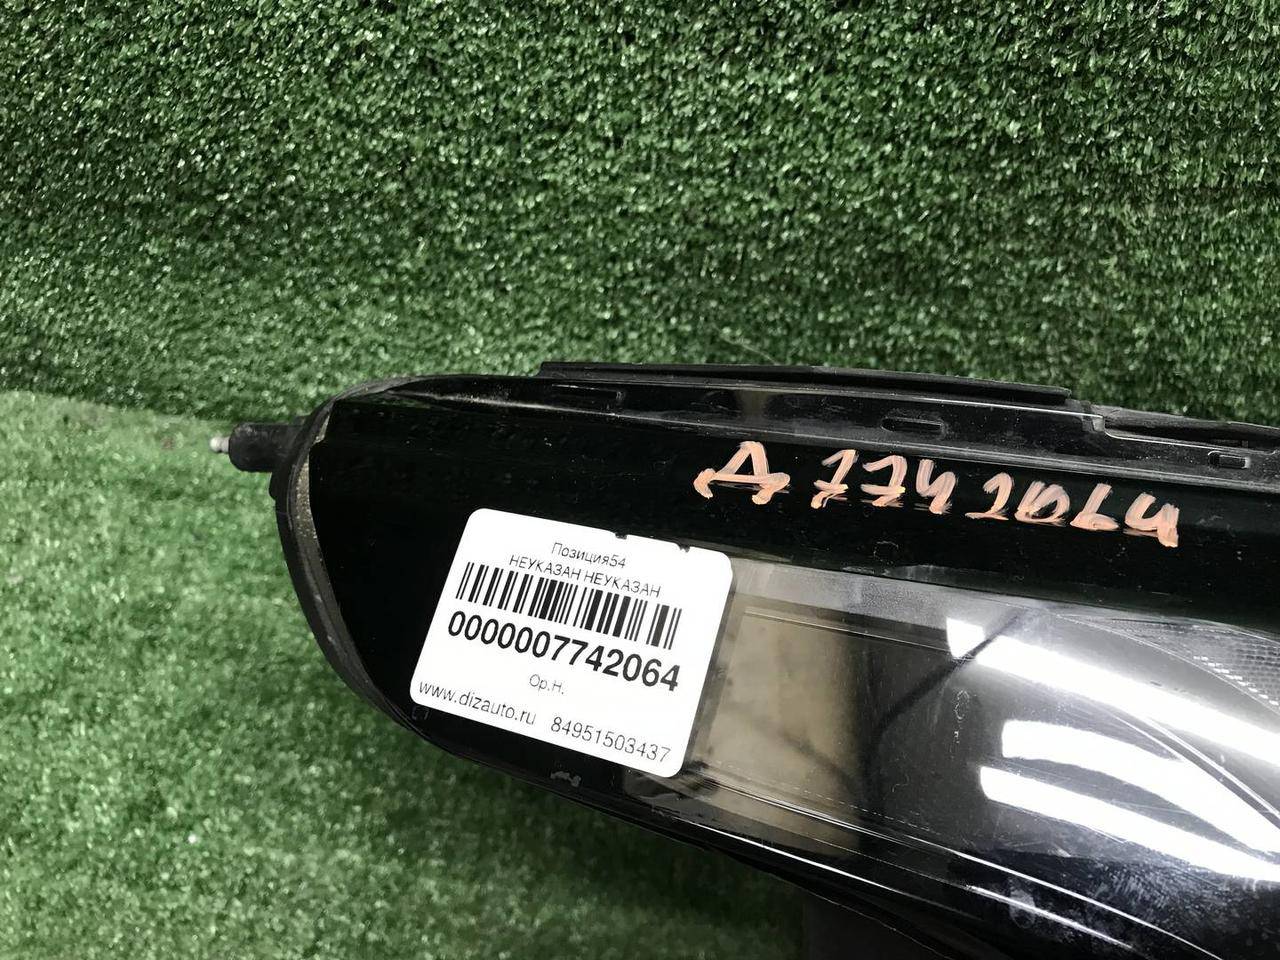 Д 7742064
Позиция54
НЕУКАЗАН НЕУКАЗАН
0000007742064
Ор.Н.
www.dizauto.ru 84951503437